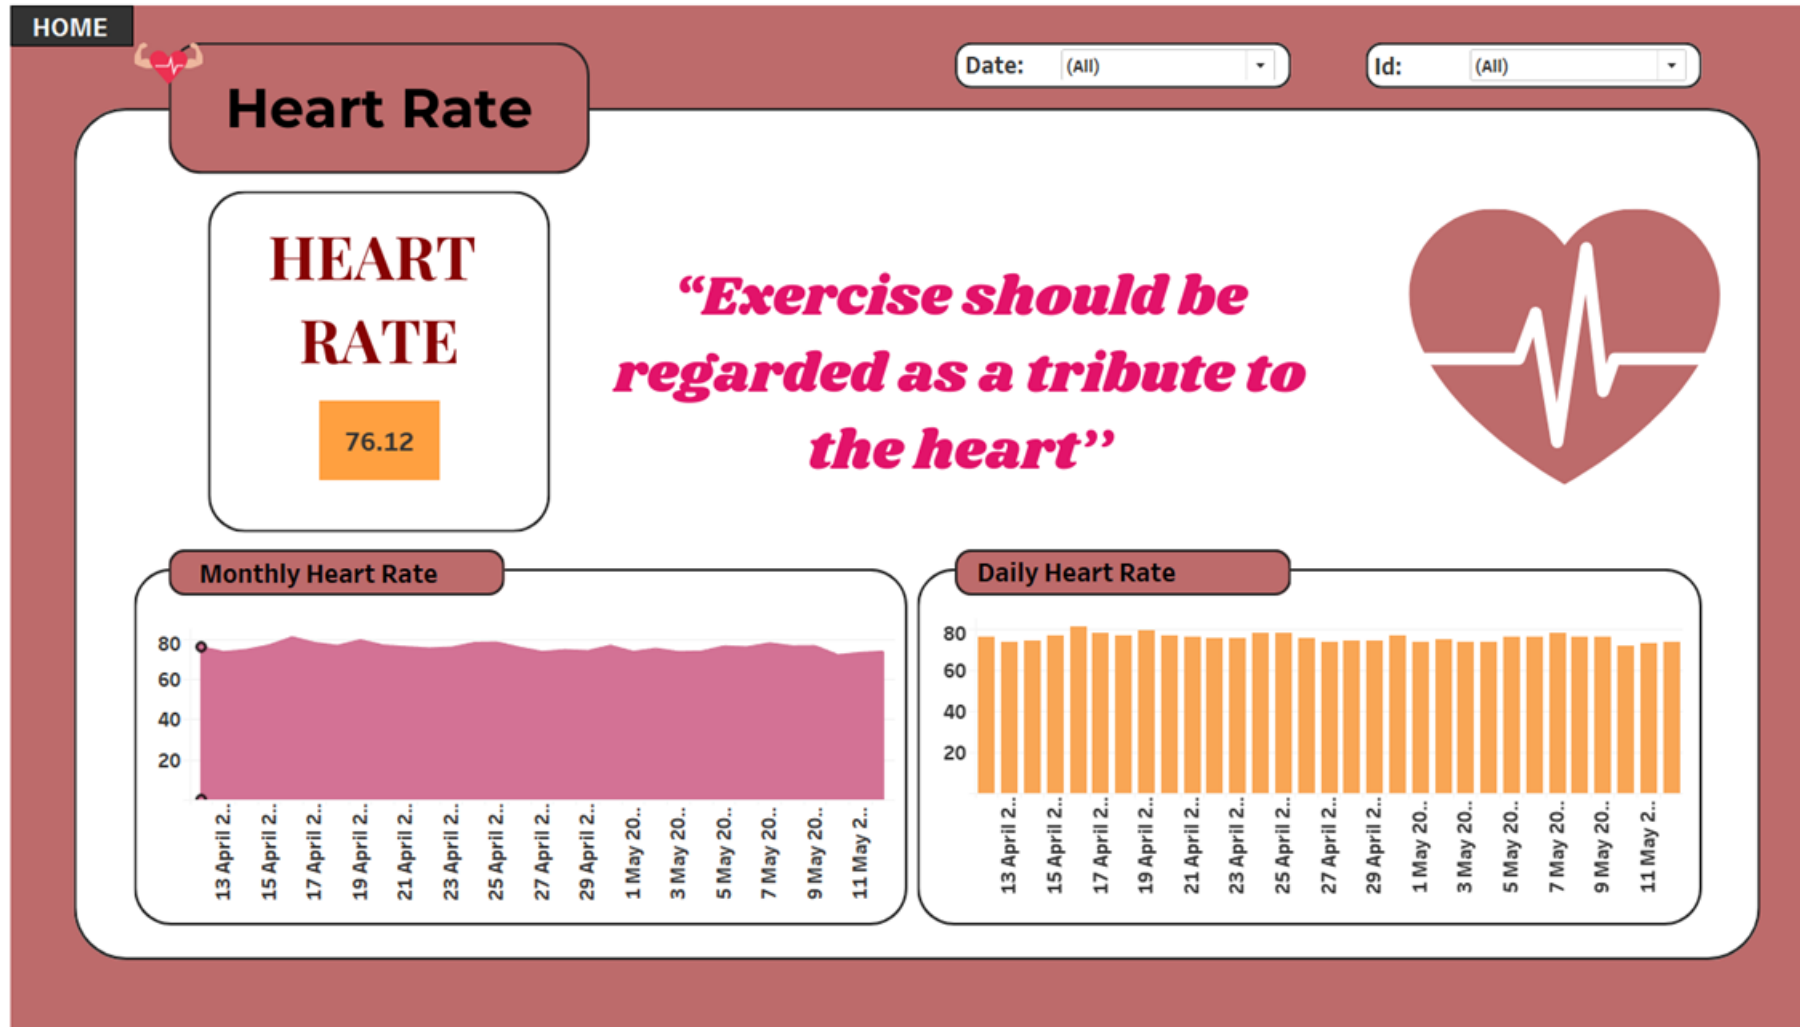 HOME
Heart Rate
Date: (All)
Id: (All)
HEART
RATE
76.12
“Exercise should be
regarded as a tribute to
the heart’’
Monthly Heart Rate
80
60
40
20
13 April 2..
15 April 2..
17 April 2..
19 April 2..
21 April 2..
23 April 2..
25 April 2..
27 April 2..
29 April 2..
1 May 20..
3 May 20..
5 May 20..
7 May 20..
9 May 20..
11 May 2..
Daily Heart Rate
80
60
40
20
13 April 2..
15 April 2..
17 April 2..
19 April 2..
21 April 2..
23 April 2..
25 April 2..
27 April 2..
29 April 2..
1 May 20..
3 May 20..
5 May 20..
7 May 20..
9 May 20..
11 May 2..